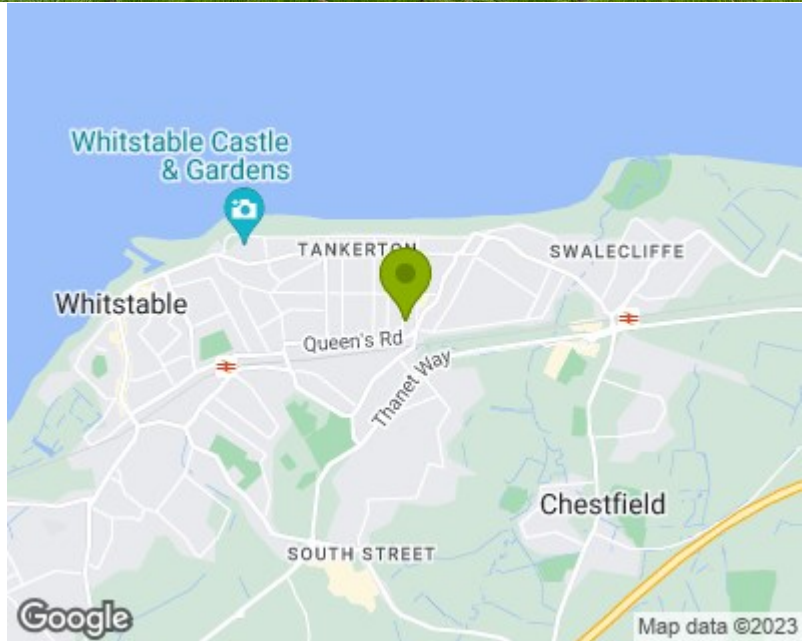 Whitstable Castle
& Gardens
TANKERTON
SWALECLIFFE
Whitstable
Queen's Rd
Thanet Way
Chestfield
SOUTH STREET
Google
Map data ©2023